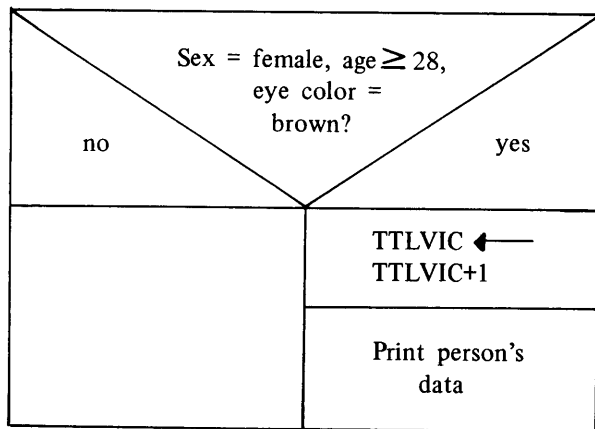 Sex = female, age ≥ 28,
eye color =
brown?
no
yes
TTLVIC ←
TTLVIC+1
Print person's
data